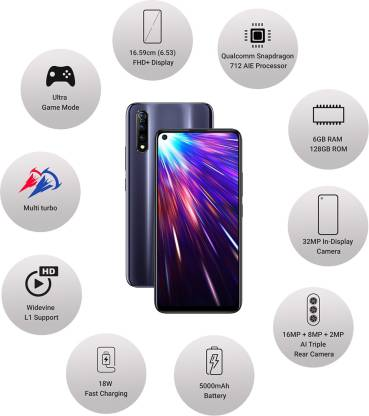 16.59cm (6.53)
FHD+ Display
Qualcomm Snapdragon
712 AIE Processor
6GB RAM
128GB ROM
32MP In-Display
Camera
16MP + 8MP + 2MP
AI Triple
Rear Camera
5000mAh
Battery
18W
Fast Charging
HD
Widevine
L1 Support
Multi turbo
Ultra
Game Mode